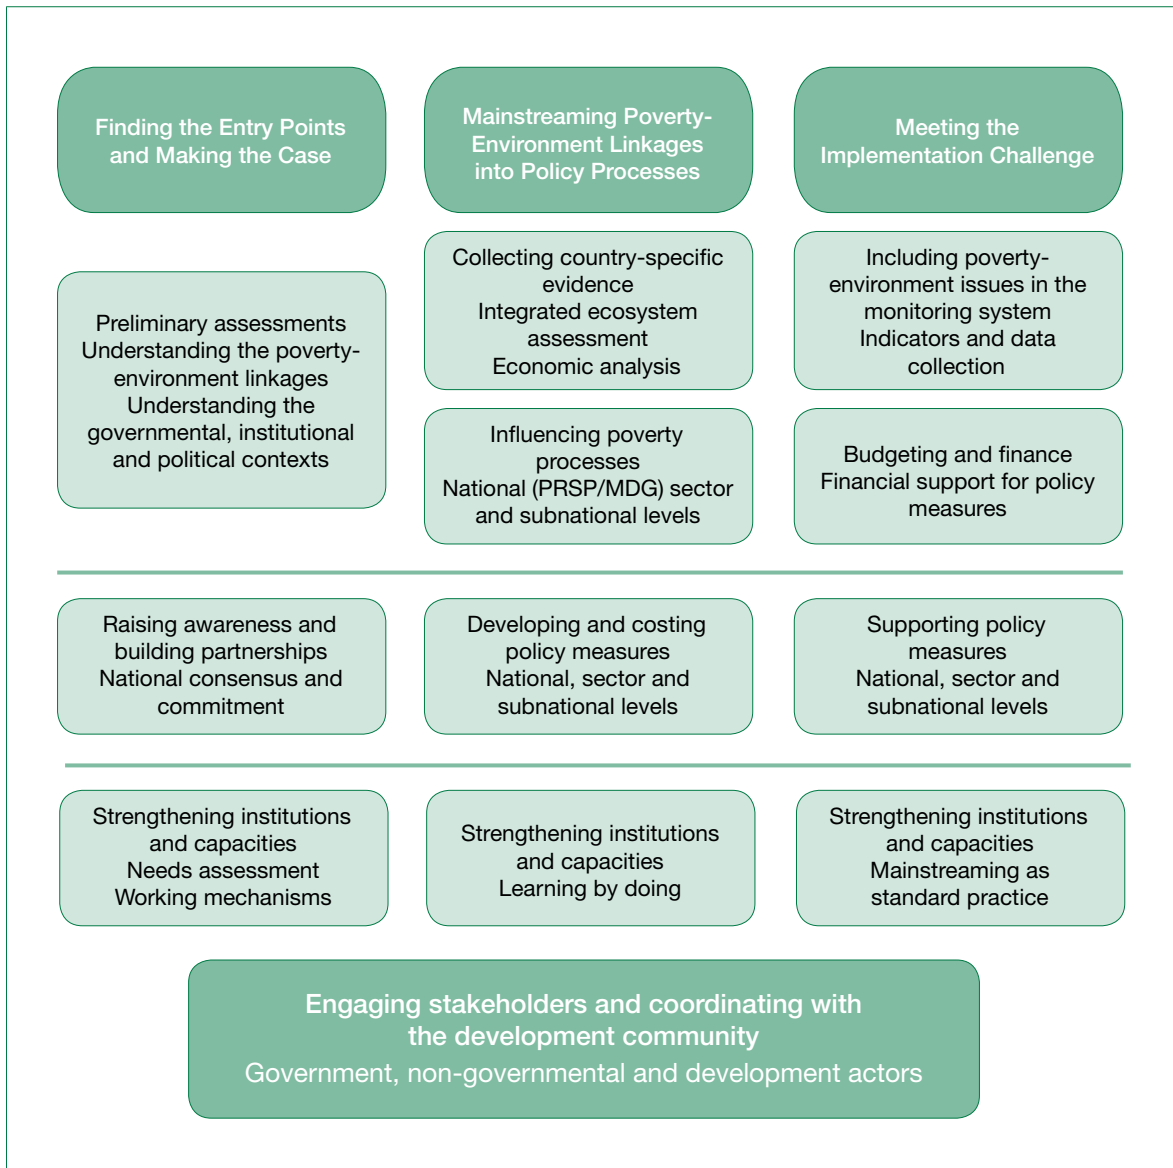 Finding the Entry Points
and Making the Case
Mainstreaming Poverty-
Environment Linkages
into Policy Processes
Meeting the
Implementation Challenge
Preliminary assessments
Understanding the poverty-
environment linkages
Understanding the
governmental, institutional
and political contexts
Collecting country-specific
evidence
Integrated ecosystem
assessment
Economic analysis
Including poverty-
environment issues in the
monitoring system
Indicators and data
collection
Influencing poverty
processes
National (PRSP/MDG) sector
and subnational levels
Budgeting and finance
Financial support for policy
measures
Raising awareness and
building partnerships
National consensus and
commitment
Developing and costing
policy measures
National, sector and
subnational levels
Supporting policy
measures
National, sector and
subnational levels
Strengthening institutions
and capacities
Needs assessment
Working mechanisms
Strengthening institutions
and capacities
Learning by doing
Strengthening institutions
and capacities
Mainstreaming as
standard practice
Engaging stakeholders and coordinating with
the development community
Government, non-governmental and development actors